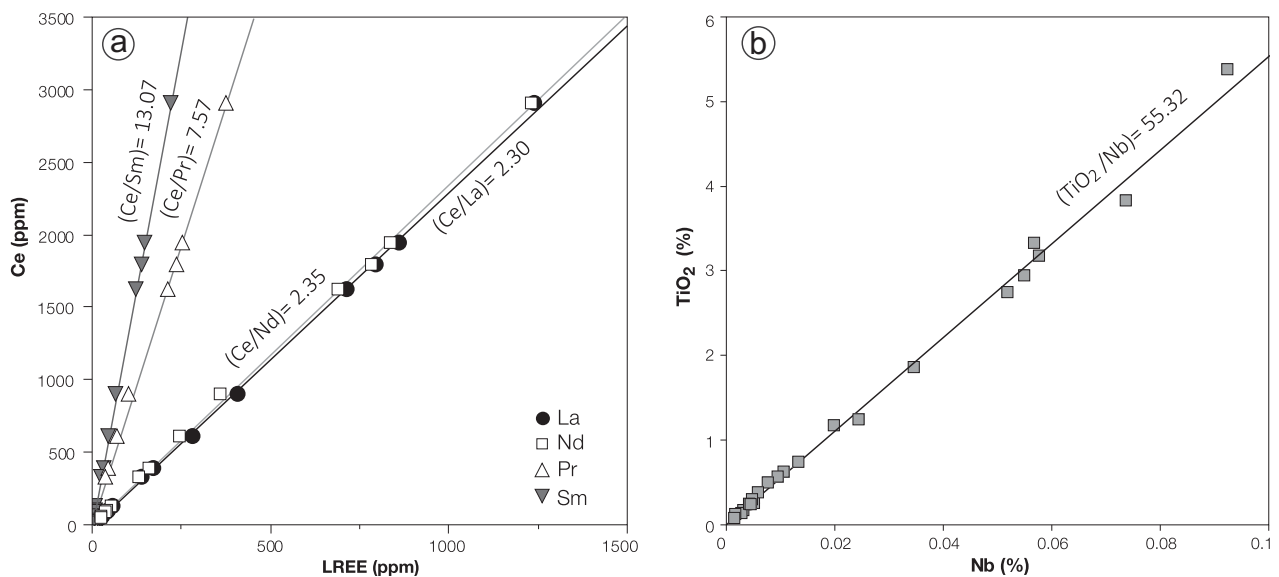 a
3500
3000
2500
2000
1500
1000
500
0
Ce (ppm)
(Ce/Sm)= 13.07
(Ce/Pr)= 7.57
(Ce/La)= 2.30
(Ce/Nd)= 2.35
La
Nd
Pr
Sm
0 500 1000 1500
LREE (ppm)
b
6
5
4
3
2
1
0
TiO₂ (%)
(TiO₂/Nb)= 55.32
0 0.02 0.04 0.06 0.08 0.1
Nb (%)